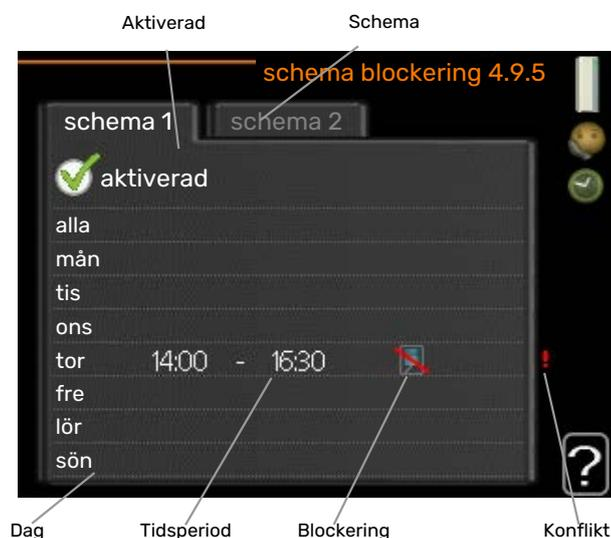 Aktiverad Schema
schema blockering 4.9.5
schema 1 schema 2
aktiverad
alla
mån
tis
ons
tor 14:00 - 16:30 !
fre
lör
sön
?
Dag Tidsperiod Blockering Konflikt